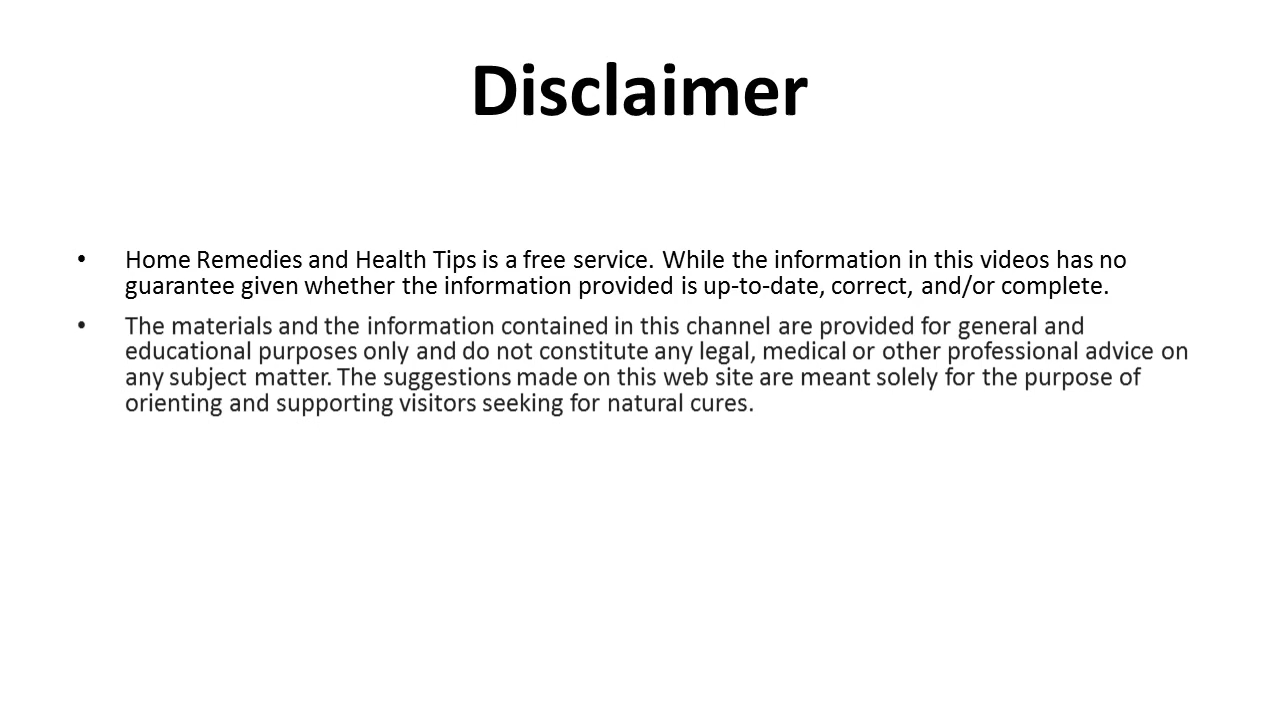 Disclaimer
• Home Remedies and Health Tips is a free service. While the information in this videos has no
guarantee given whether the information provided is up-to-date, correct, and/or complete.
• The materials and the information contained in this channel are provided for general and
educational purposes only and do not constitute any legal, medical or other professional advice on
any subject matter. The suggestions made on this web site are meant solely for the purpose of
orienting and supporting visitors seeking for natural cures.